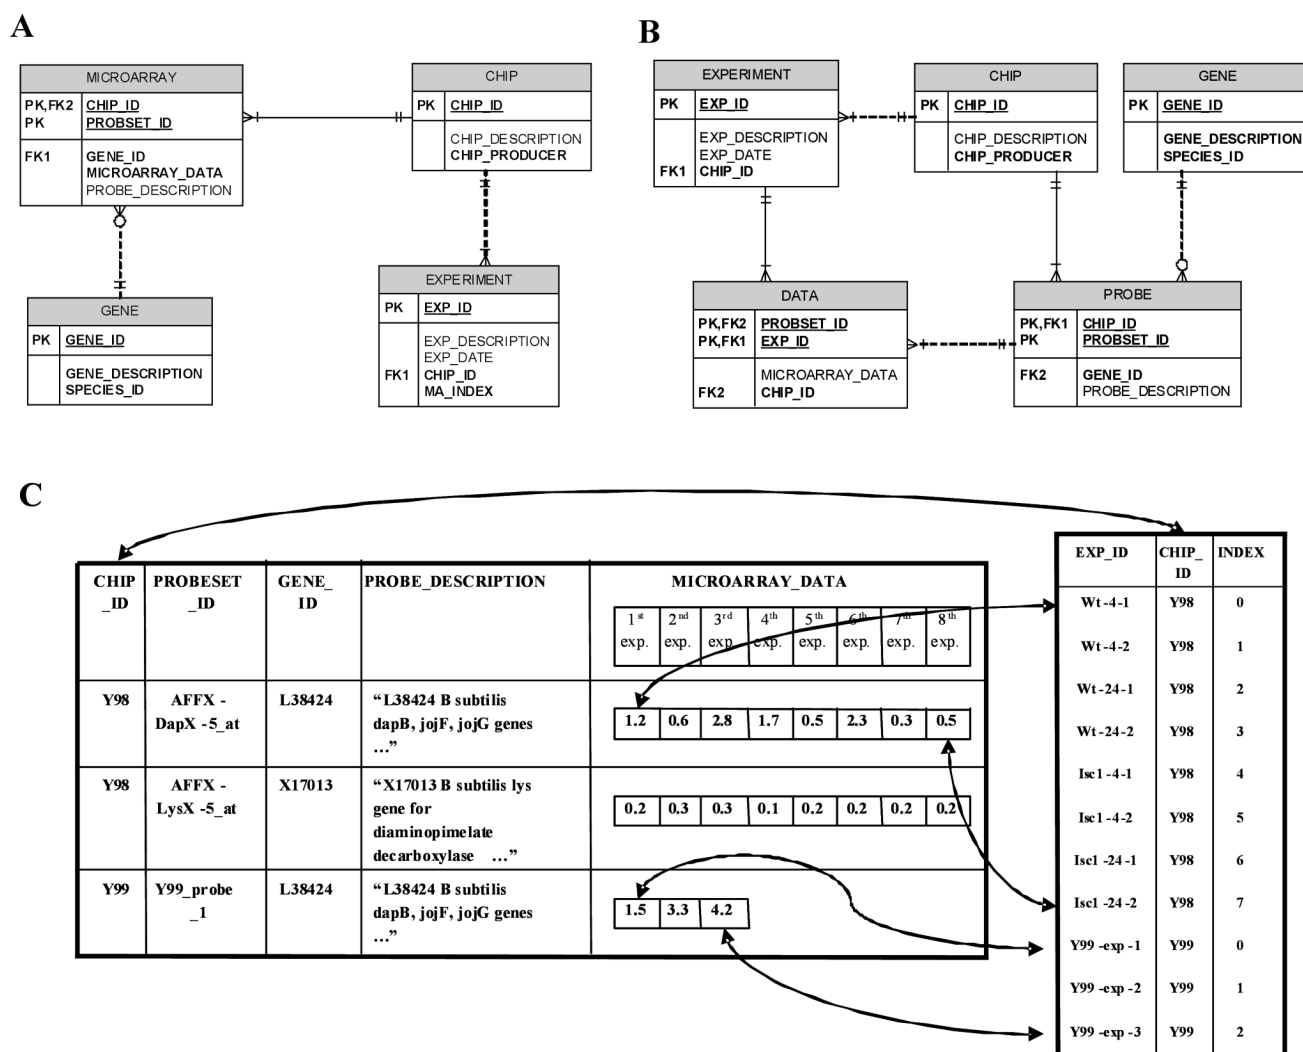 A
MICROARRAY
PK,FK2 CHIP_ID
PK PROBSET_ID
FK1 GENE_ID
MICROARRAY_DATA
PROBE_DESCRIPTION
CHIP
PK CHIP_ID
CHIP_DESCRIPTION
CHIP_PRODUCER
GENE
PK GENE_ID
GENE_DESCRIPTION
SPECIES_ID
EXPERIMENT
PK EXP_ID
EXP_DESCRIPTION
EXP_DATE
FK1 CHIP_ID
MA_INDEX
B
EXPERIMENT
PK EXP_ID
EXP_DESCRIPTION
EXP_DATE
FK1 CHIP_ID
CHIP
PK CHIP_ID
CHIP_DESCRIPTION
CHIP_PRODUCER
GENE
PK GENE_ID
GENE_DESCRIPTION
SPECIES_ID
DATA
PK,FK2 PROBSET_ID
PK,FK1 EXP_ID
MICROARRAY_DATA
FK2 CHIP_ID
PROBE
PK,FK1 CHIP_ID
PK PROBSET_ID
FK2 GENE_ID
PROBE_DESCRIPTION
C
CHIP PROBESET GENE_ PROBE_DESCRIPTION MICROARRAY_DATA
_ID _ID ID
1st 2nd 3rd 4th 5th 6th 7th 8th
exp. exp. exp. exp. exp. exp. exp. exp.
Y98 AFFX - L38424 “L38424 B subtilis
DapX -5_at dapB, jojF, jojG genes 1.2 0.6 2.8 1.7 0.5 2.3 0.3 0.5
…”
Y98 AFFX - X17013 “X17013 B subtilis lys
LysX -5_at gene for 0.2 0.3 0.3 0.1 0.2 0.2 0.2 0.2
diaminopimelate
decarboxylase …”
Y99 Y99_probe L38424 “L38424 B subtilis
_1 dapB, jojF, jojG genes 1.5 3.3 4.2
…”
EXP_ID CHIP_ INDEX
ID
Wt -4-1 Y98 0
Wt -4-2 Y98 1
Wt -24-1 Y98 2
Wt -24-2 Y98 3
Isc1 -4-1 Y98 4
Isc1 -4-2 Y98 5
Isc1 -24-1 Y98 6
Isc1 -24-2 Y98 7
Y99 -exp -1 Y99 0
Y99 -exp -2 Y99 1
Y99 -exp -3 Y99 2